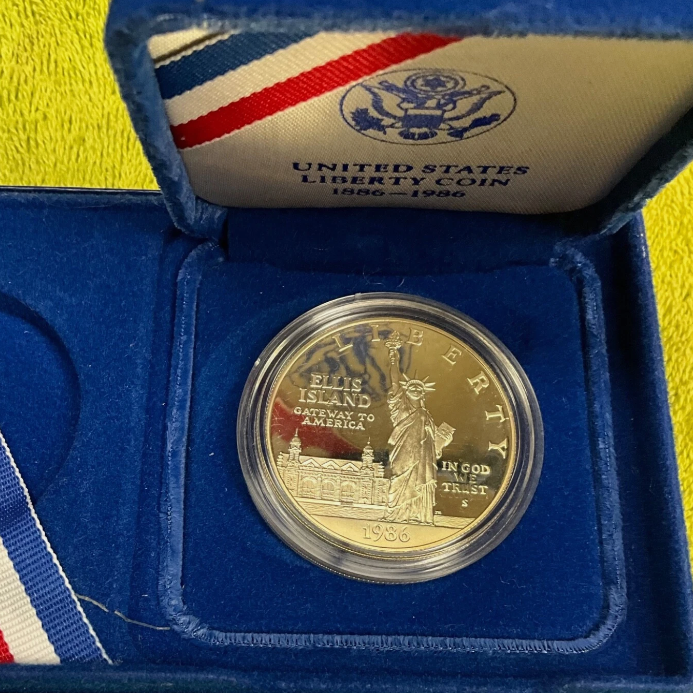 UNITED STATES
LIBERTY COIN
1886-1986
LIBERTY
ELLIS
ISLAND
GATEWAY TO
AMERICA
IN GOD
WE
TRUST
S
1986